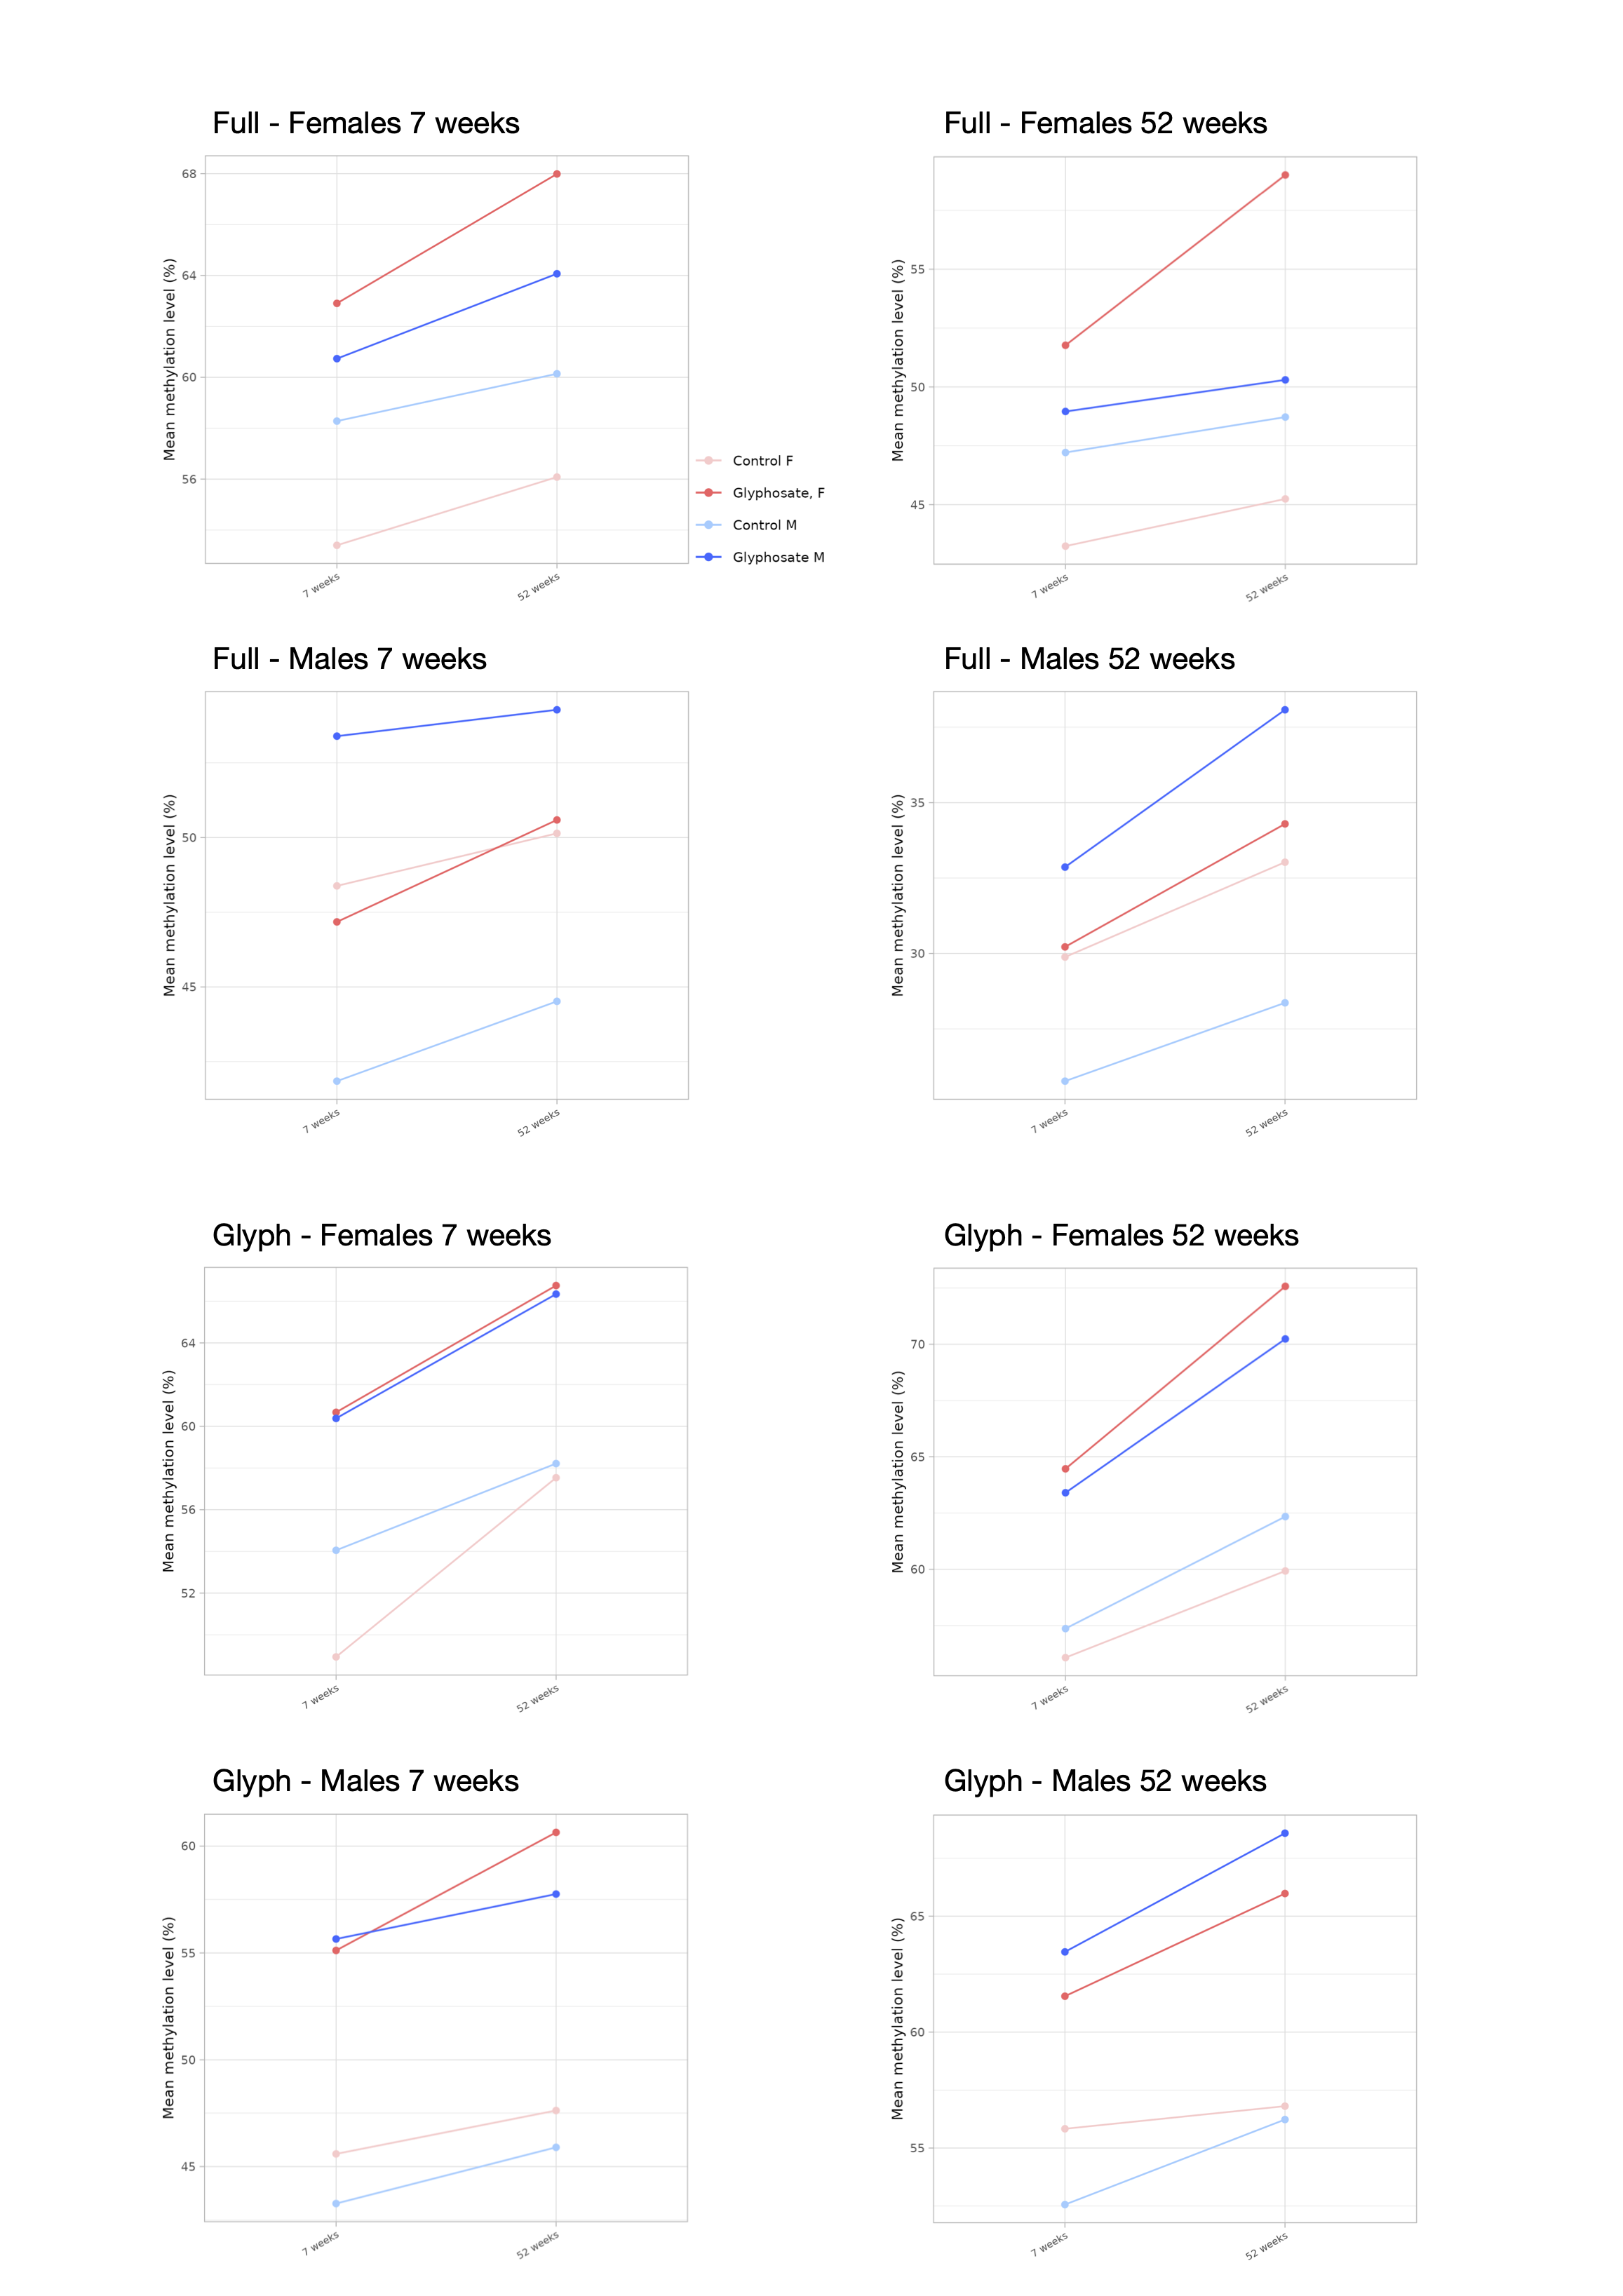 Full - Females 7 weeks
Mean methylation level (%)
68
64
60
56
7 weeks
52 weeks
Control F
Glyphosate, F
Control M
Glyphosate M
Full - Females 52 weeks
Mean methylation level (%)
55
50
45
7 weeks
52 weeks
Full - Males 7 weeks
Mean methylation level (%)
50
45
7 weeks
52 weeks
Full - Males 52 weeks
Mean methylation level (%)
35
30
7 weeks
52 weeks
Glyph - Females 7 weeks
Mean methylation level (%)
64
60
56
52
7 weeks
52 weeks
Glyph - Females 52 weeks
Mean methylation level (%)
70
65
60
7 weeks
52 weeks
Glyph - Males 7 weeks
Mean methylation level (%)
60
55
50
45
7 weeks
52 weeks
Glyph - Males 52 weeks
Mean methylation level (%)
65
60
55
7 weeks
52 weeks